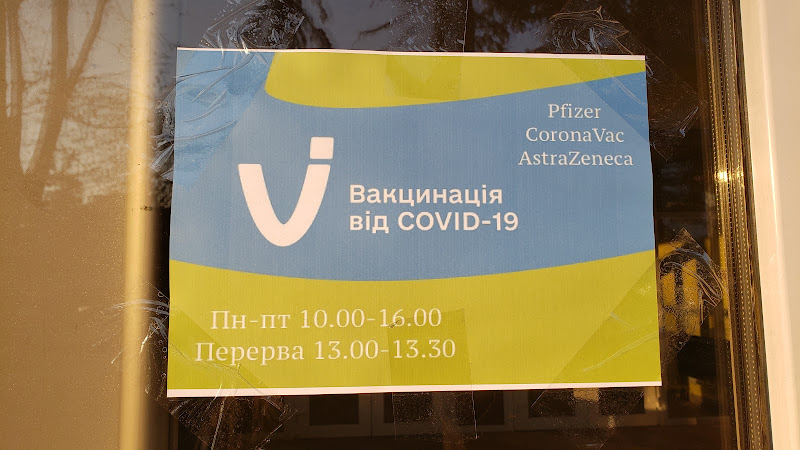 Pfizer
CoronaVac
AstraZeneca
Вакцинація
від COVID-19
Пн-пт 10.00-16.00
Перерва 13.00-13.30